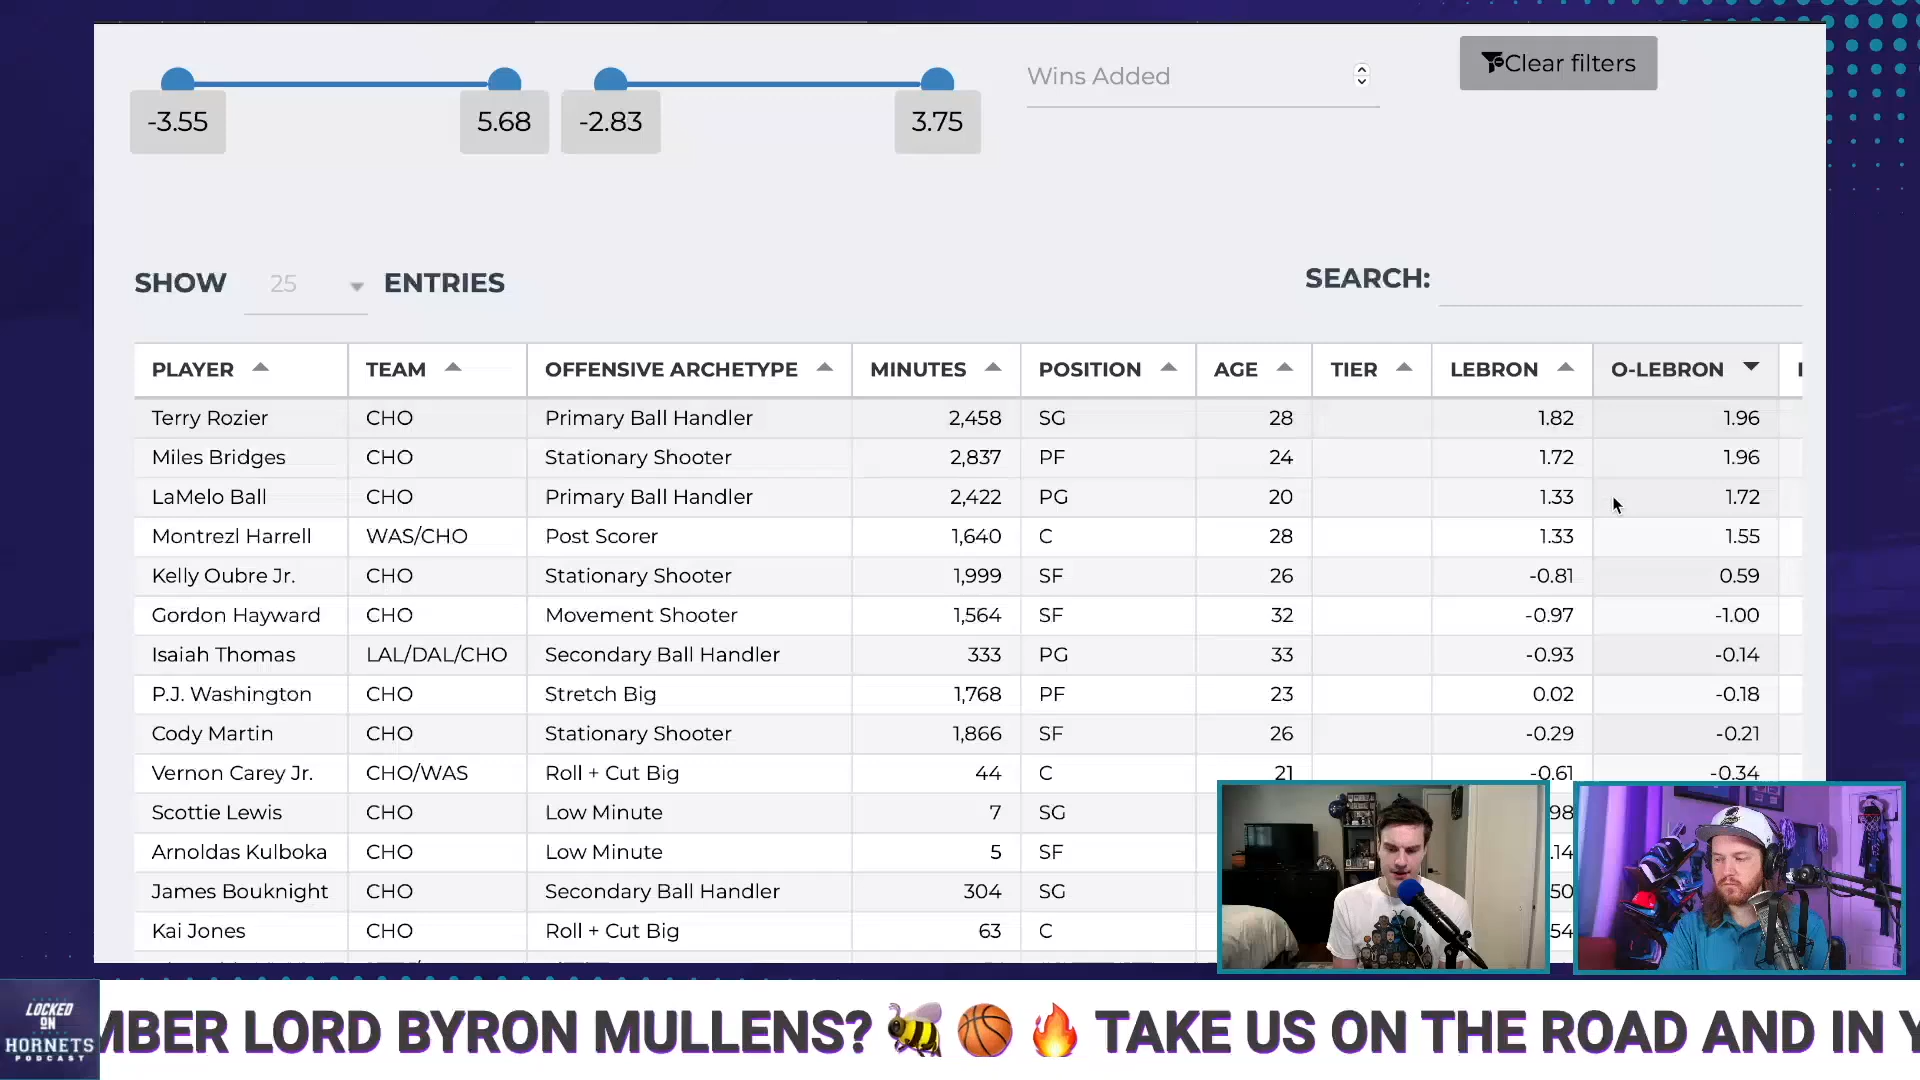 Wins Added
Clear filters
-3.55 5.68 -2.83 3.75
SHOW 25 ENTRIES
SEARCH:
PLAYER TEAM OFFENSIVE ARCHETYPE MINUTES POSITION AGE TIER LEBRON O-LEBRON
Terry Rozier CHO Primary Ball Handler 2,458 SG 28 1.82 1.96
Miles Bridges CHO Stationary Shooter 2,837 PF 24 1.72 1.96
LaMelo Ball CHO Primary Ball Handler 2,422 PG 20 1.33 1.72
Montrezl Harrell WAS/CHO Post Scorer 1,640 C 28 1.33 1.55
Kelly Oubre Jr. CHO Stationary Shooter 1,999 SF 26 -0.81 0.59
Gordon Hayward CHO Movement Shooter 1,564 SF 32 -0.97 -1.00
Isaiah Thomas LAL/DAL/CHO Secondary Ball Handler 333 PG 33 -0.93 -0.14
P.J. Washington CHO Stretch Big 1,768 PF 23 0.02 -0.18
Cody Martin CHO Stationary Shooter 1,866 SF 26 -0.29 -0.21
Vernon Carey Jr. CHO/WAS Roll + Cut Big 44 C 21 -0.61 -0.34
Scottie Lewis CHO Low Minute 7 SG 98
Arnoldas Kulboka CHO Low Minute 5 SF .14
James Bouknight CHO Secondary Ball Handler 304 SG 50
Kai Jones CHO Roll + Cut Big 63 C 54
LOCKED
ON
HORNETS
PODCAST
MBER LORD BYRON MULLENS? 🐝 🏀 🔥 TAKE US ON THE ROAD AND IN Y